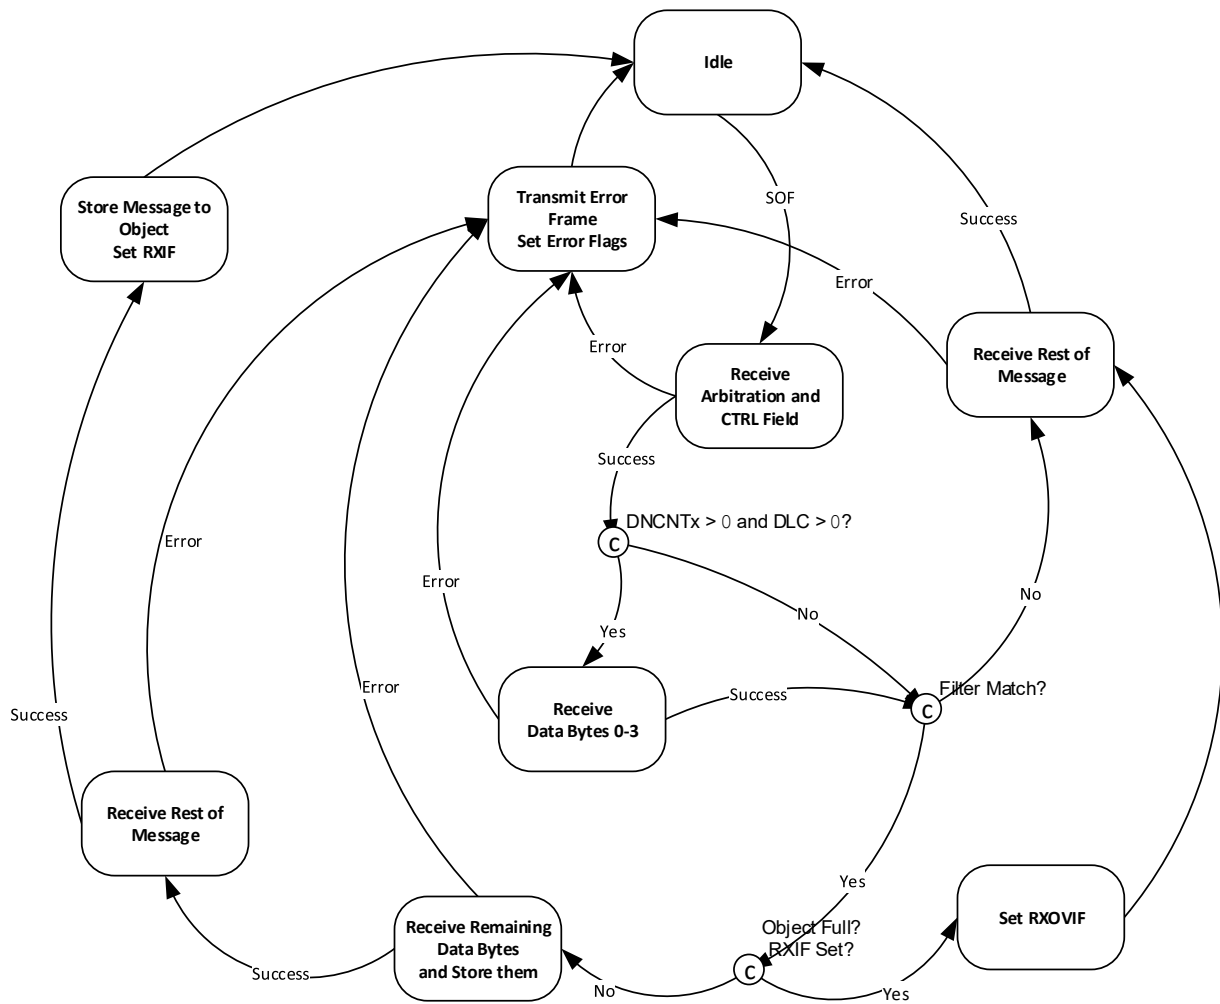 Idle
Transmit Error
Frame
Set Error Flags
SOF
Store Message to
Object
Set RXIF
Success
Error
Receive Rest of
Message
Error
Receive
Arbitration and
CTRL Field
Success
DNCNTx > 0 and DLC > 0?
C
Error
Error
No
No
Yes
Receive
Data Bytes 0-3
Success
Filter Match?
C
Error
Success
Receive Rest of
Message
Yes
Receive Remaining
Data Bytes
and Store them
Object Full?
RXIF Set?
C
Set RXOVIF
Success
No
Yes